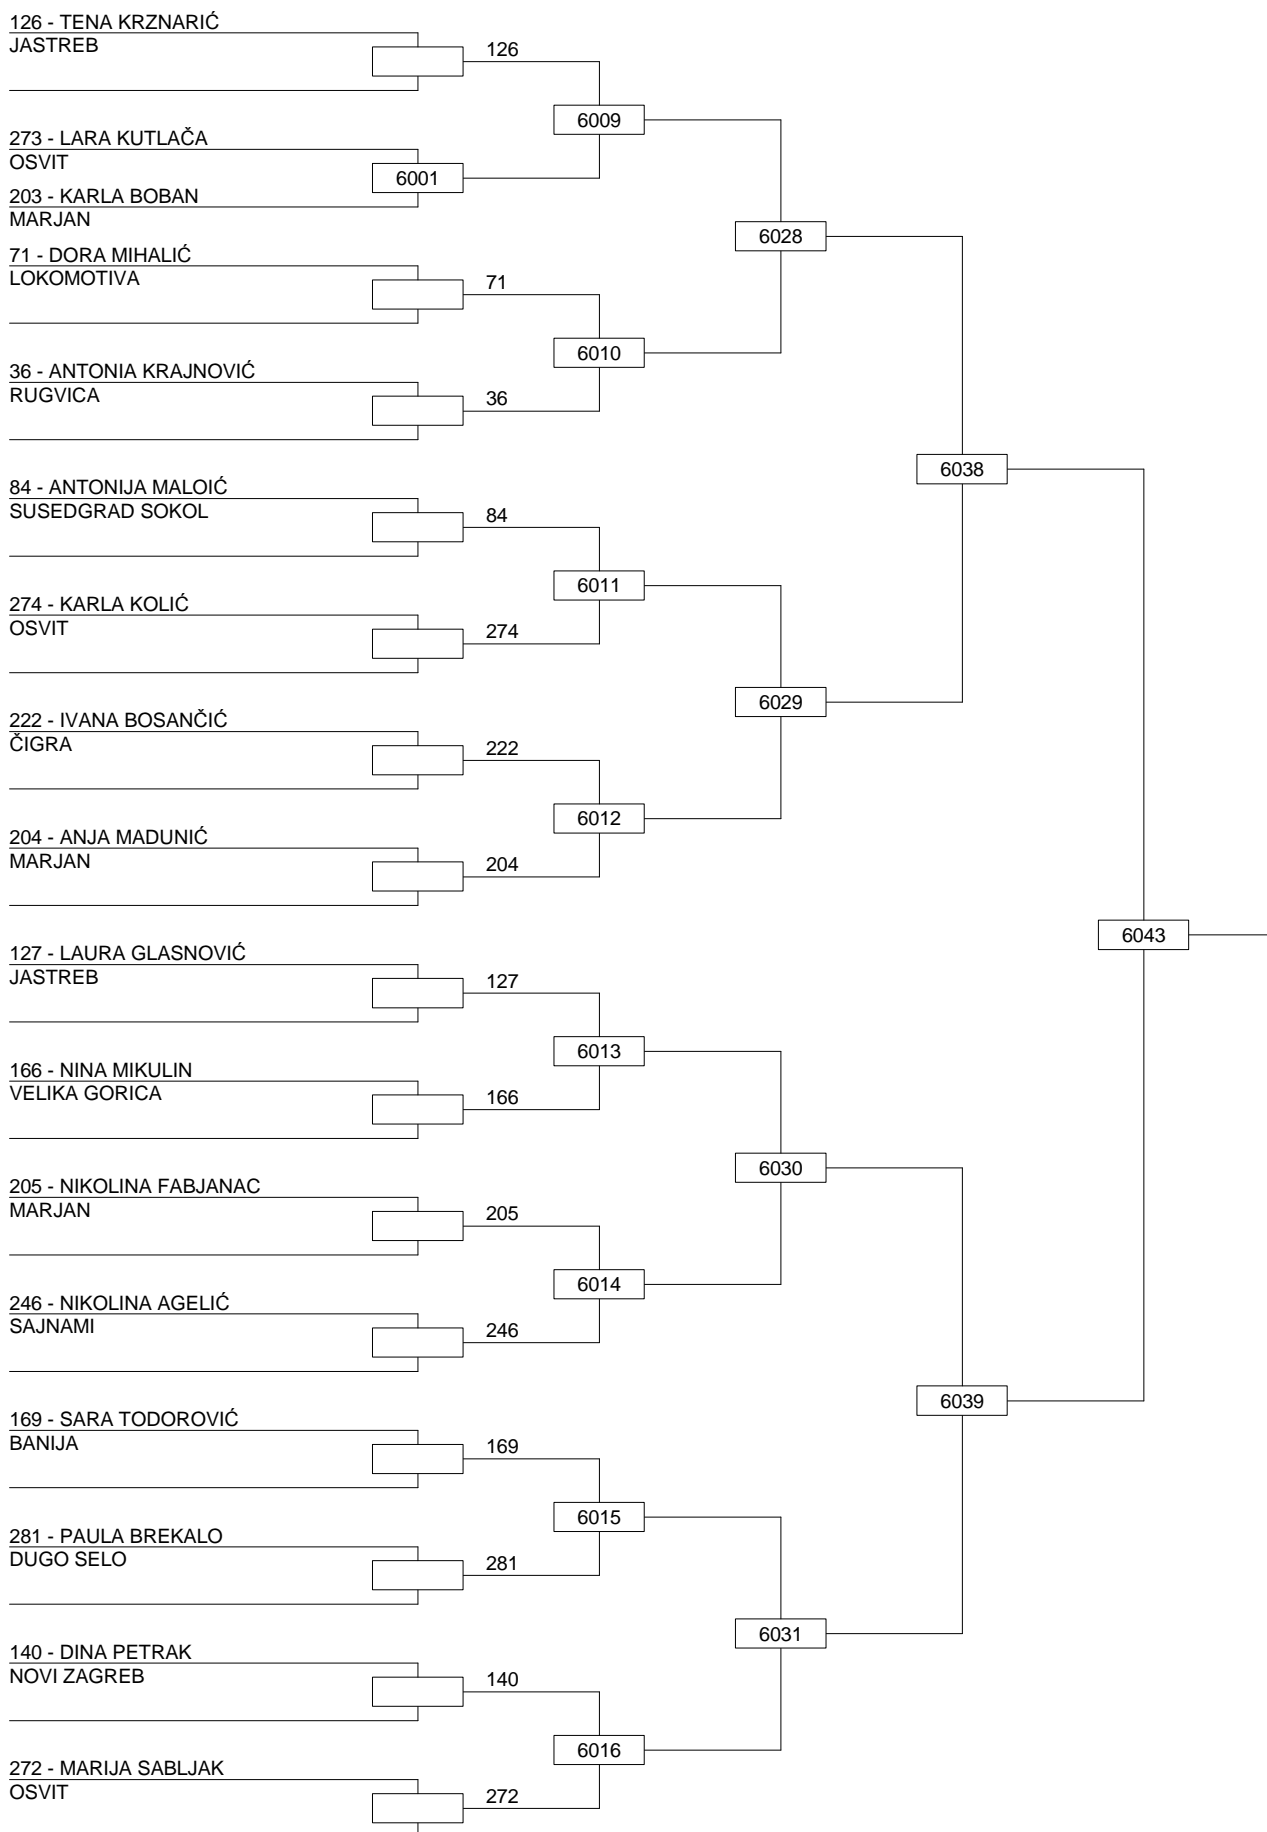 126 - TENA KRZNARIĆ
JASTREB
126
6009
273 - LARA KUTLAČA
OSVIT
6001
203 - KARLA BOBAN
MARJAN
6028
71 - DORA MIHALIĆ
LOKOMOTIVA
71
6010
36 - ANTONIA KRAJNOVIĆ
RUGVICA
36
6038
84 - ANTONIJA MALOIĆ
SUSEDGRAD SOKOL
84
6011
274 - KARLA KOLIĆ
OSVIT
274
6029
222 - IVANA BOSANČIĆ
ČIGRA
222
6012
204 - ANJA MADUNIĆ
MARJAN
204
6043
127 - LAURA GLASNOVIĆ
JASTREB
127
6013
166 - NINA MIKULIN
VELIKA GORICA
166
6030
205 - NIKOLINA FABJANAC
MARJAN
205
6014
246 - NIKOLINA AGELIĆ
SAJNAMI
246
6039
169 - SARA TODOROVIĆ
BANIJA
169
6015
281 - PAULA BREKALO
DUGO SELO
281
6031
140 - DINA PETRAK
NOVI ZAGREB
140
6016
272 - MARIJA SABLJAK
OSVIT
272